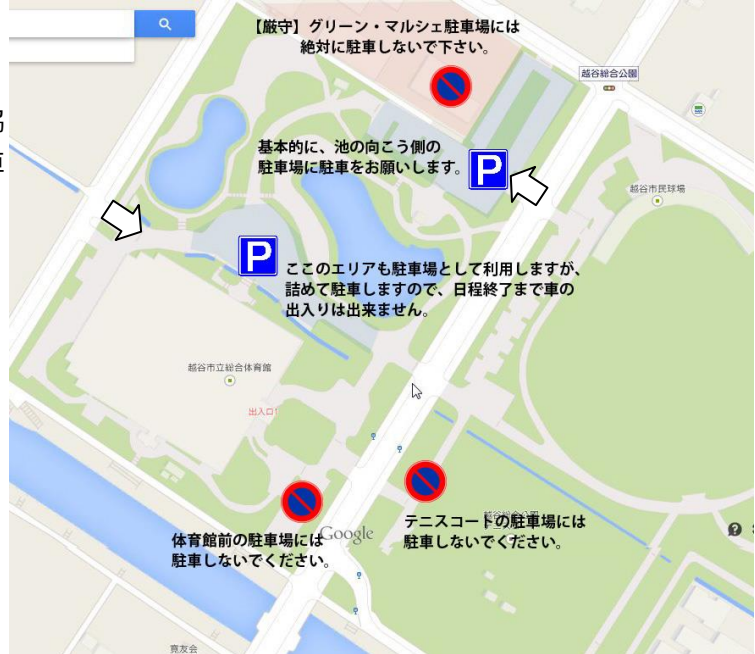 【厳守】グリーン・マルシェ駐車場には
絶対に駐車しないで下さい。
越谷総合公園
基本的に、池の向こう側の
駐車場に駐車をお願いします。
P
越谷市民球場
P
ここのエリアも駐車場として利用しますが、
詰めて駐車しますので、日程終了まで車の
出入りは出来ません。
越谷市立総合体育館
出入口!
テニスコートの駐車場には
駐車しないでください。
体育館前の駐車場には
駐車しないでください。
Google
寛友会